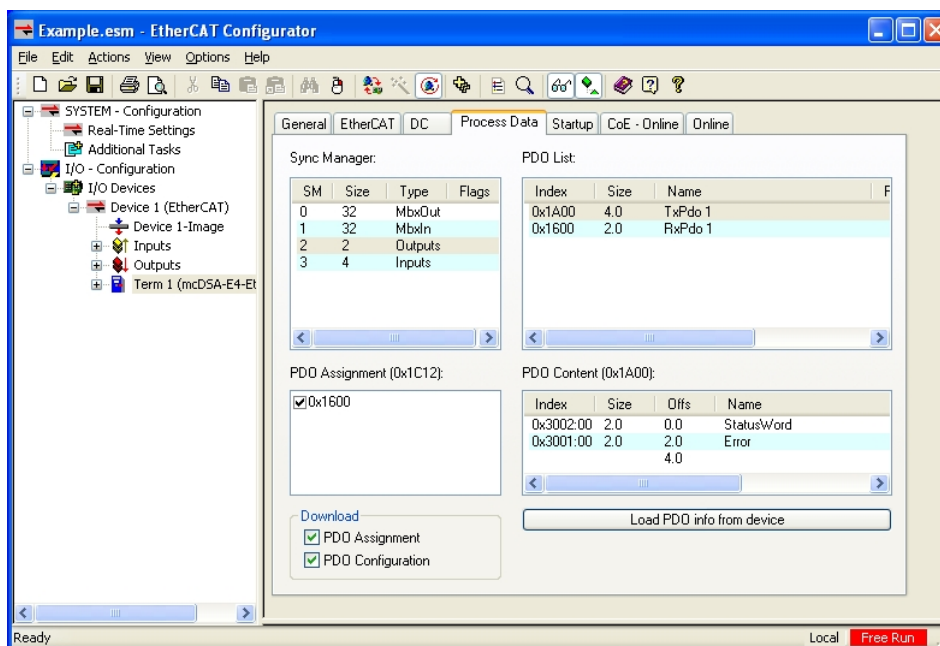 Example.esm - EtherCAT Configurator
File Edit Actions View Options Help
SYSTEM - Configuration
Real-Time Settings
Additional Tasks
I/O - Configuration
I/O Devices
Device 1 (EtherCAT)
Device 1-Image
Inputs
Outputs
Term 1 (mcDSA-E4-Et
General EtherCAT DC Process Data Startup CoE - Online Online
Sync Manager:
SM Size Type Flags
0 32 MbxOut
1 32 MbxIn
2 2 Outputs
3 4 Inputs
PDO List:
Index Size Name F
0x1A00 4.0 TxPdo 1
0x1600 2.0 RxPdo 1
PDO Assignment (0x1C12):
0x1600
PDO Content (0x1A00):
Index Size Offs Name
0x3002:00 2.0 0.0 StatusWord
0x3001:00 2.0 2.0 Error
4.0
Download
PDO Assignment
PDO Configuration
Load PDO info from device
Ready Local Free Run